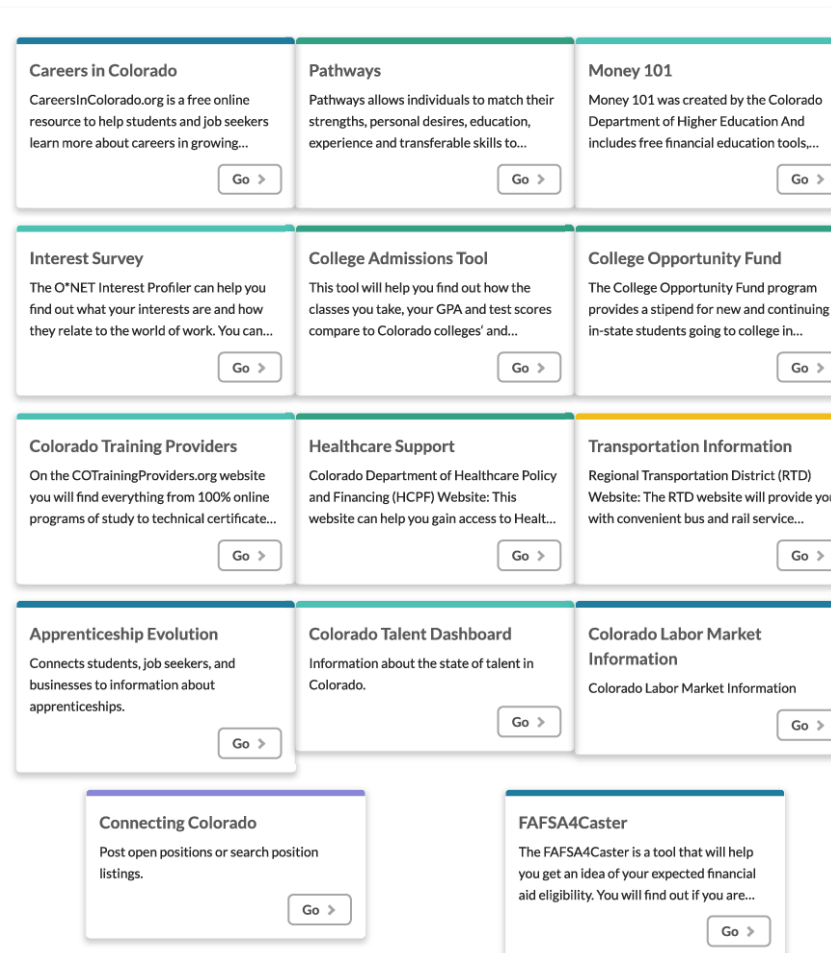 Careers in Colorado
CareersInColorado.org is a free online
resource to help students and job seekers
learn more about careers in growing...
Go
Pathways
Pathways allows individuals to match their
strengths, personal desires, education,
experience and transferable skills to...
Go
Money 101
Money 101 was created by the Colorado
Department of Higher Education And
includes free financial education tools,...
Go
Interest Survey
The O*NET Interest Profiler can help you
find out what your interests are and how
they relate to the world of work. You can...
Go
College Admissions Tool
This tool will help you find out how the
classes you take, your GPA and test scores
compare to Colorado colleges' and...
Go
College Opportunity Fund
The College Opportunity Fund program
provides a stipend for new and continuing
in-state students going to college in...
Go
Colorado Training Providers
On the COTrainingProviders.org website
you will find everything from 100% online
programs of study to technical certificate...
Go
Healthcare Support
Colorado Department of Healthcare Policy
and Financing (HCPF) Website: This
website can help you gain access to Healt...
Go
Transportation Information
Regional Transportation District (RTD)
Website: The RTD website will provide you
with convenient bus and rail service...
Go
Apprenticeship Evolution
Connects students, job seekers, and
businesses to information about
apprenticeships.
Go
Colorado Talent Dashboard
Information about the state of talent in
Colorado.
Go
Colorado Labor Market
Information
Colorado Labor Market Information
Go
Connecting Colorado
Post open positions or search position
listings.
Go
FAFSA4Caster
The FAFSA4Caster is a tool that will help
you get an idea of your expected financial
aid eligibility. You will find out if you are...
Go